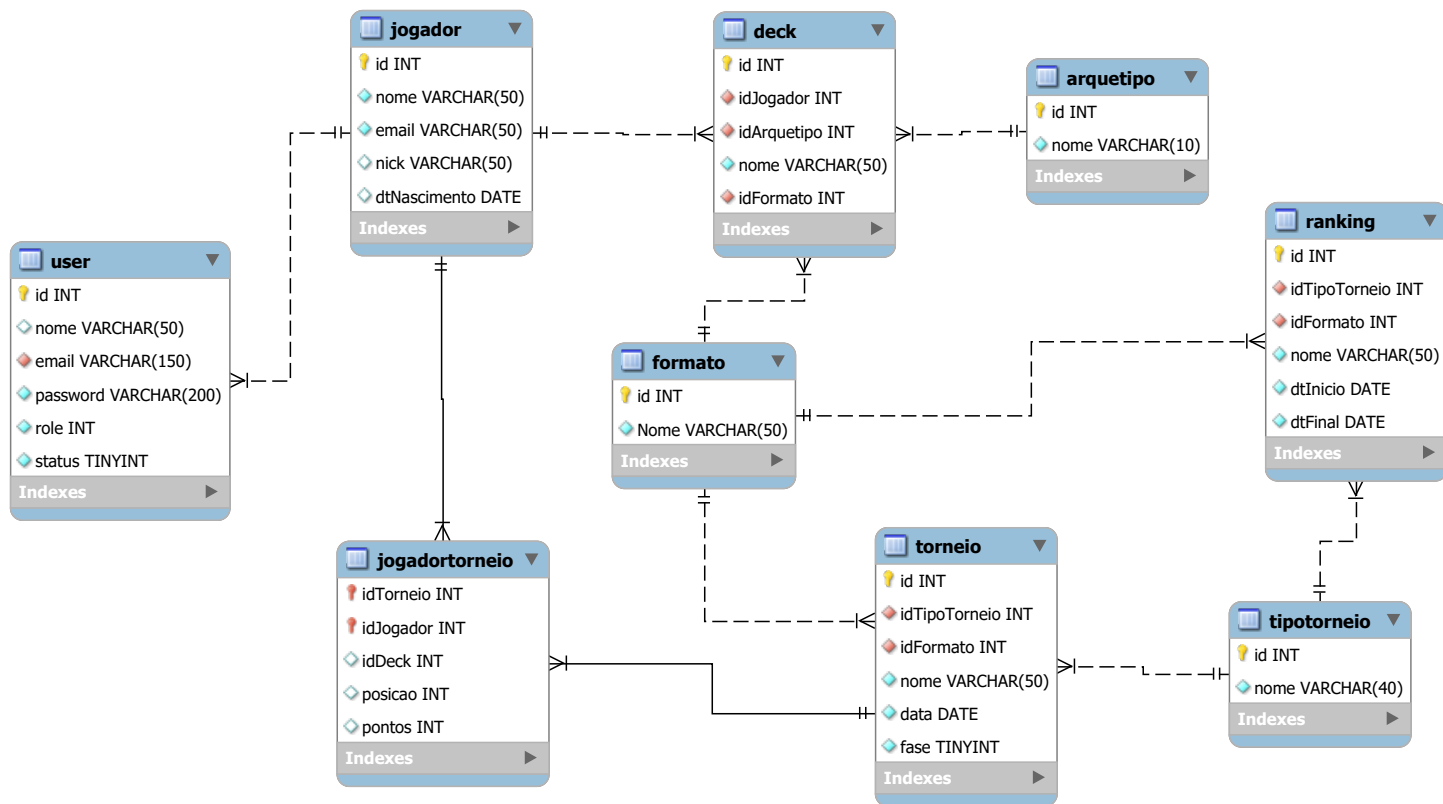 jogador
id INT
nome VARCHAR(50)
email VARCHAR(50)
nick VARCHAR(50)
dtNascimento DATE
Indexes
deck
id INT
idJogador INT
idArquetipo INT
nome VARCHAR(50)
idFormato INT
Indexes
arquetipo
id INT
nome VARCHAR(10)
Indexes
ranking
id INT
idTipoTorneio INT
idFormato INT
nome VARCHAR(50)
dtInicio DATE
dtFinal DATE
Indexes
user
id INT
nome VARCHAR(50)
email VARCHAR(150)
password VARCHAR(200)
role INT
status TINYINT
Indexes
formato
id INT
Nome VARCHAR(50)
Indexes
jogadortorneio
idTorneio INT
idJogador INT
idDeck INT
posicao INT
pontos INT
Indexes
torneio
id INT
idTipoTorneio INT
idFormato INT
nome VARCHAR(50)
data DATE
fase TINYINT
Indexes
tipotorneio
id INT
nome VARCHAR(40)
Indexes